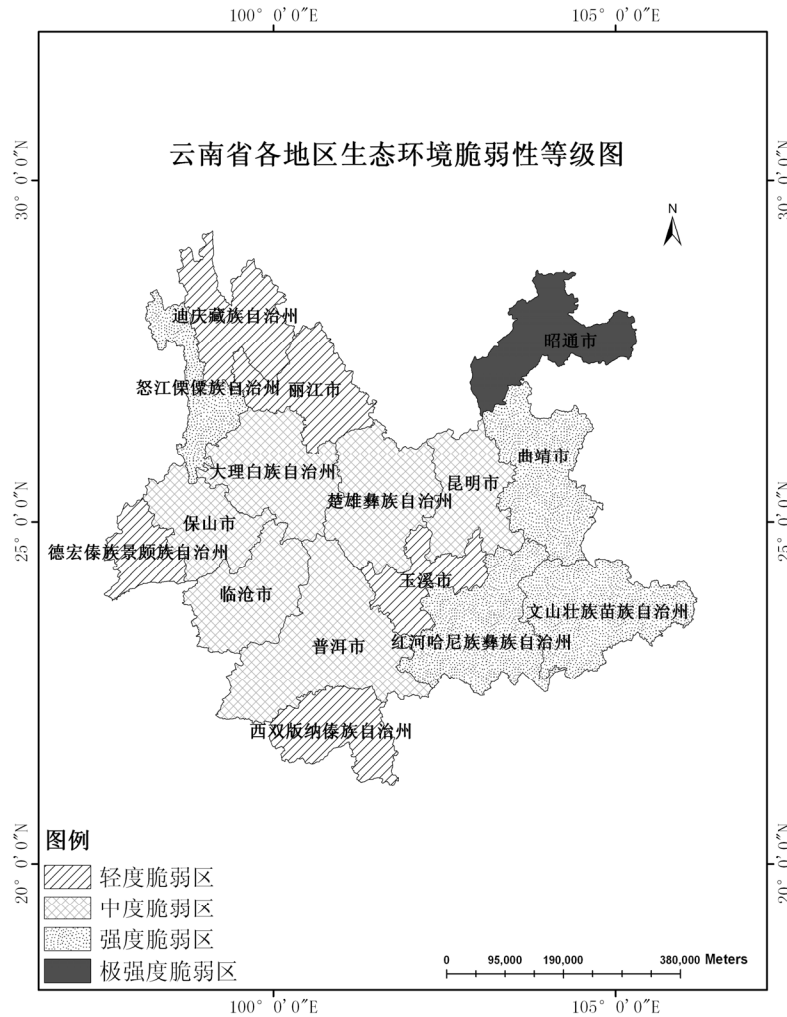 100° 0'0"E
105° 0'0"E
云南省各地区生态环境脆弱性等级图
30° 0'0"N
30° 0'0"N
N
迪庆藏族自治州
昭通市
怒江傈僳族自治州
丽江市
曲靖市
大理白族自治州
昆明市
楚雄彝族自治州
保山市
25° 0'0"N
25° 0'0"N
德宏傣族景颇族自治州
玉溪市
临沧市
文山壮族苗族自治州
红河哈尼族彝族自治州
普洱市
西双版纳傣族自治州
图例
20° 0'0"N
20° 0'0"N
轻度脆弱区
中度脆弱区
强度脆弱区
极强度脆弱区
0 95,000 190,000 380,000 Meters
100° 0'0"E
105° 0'0"E